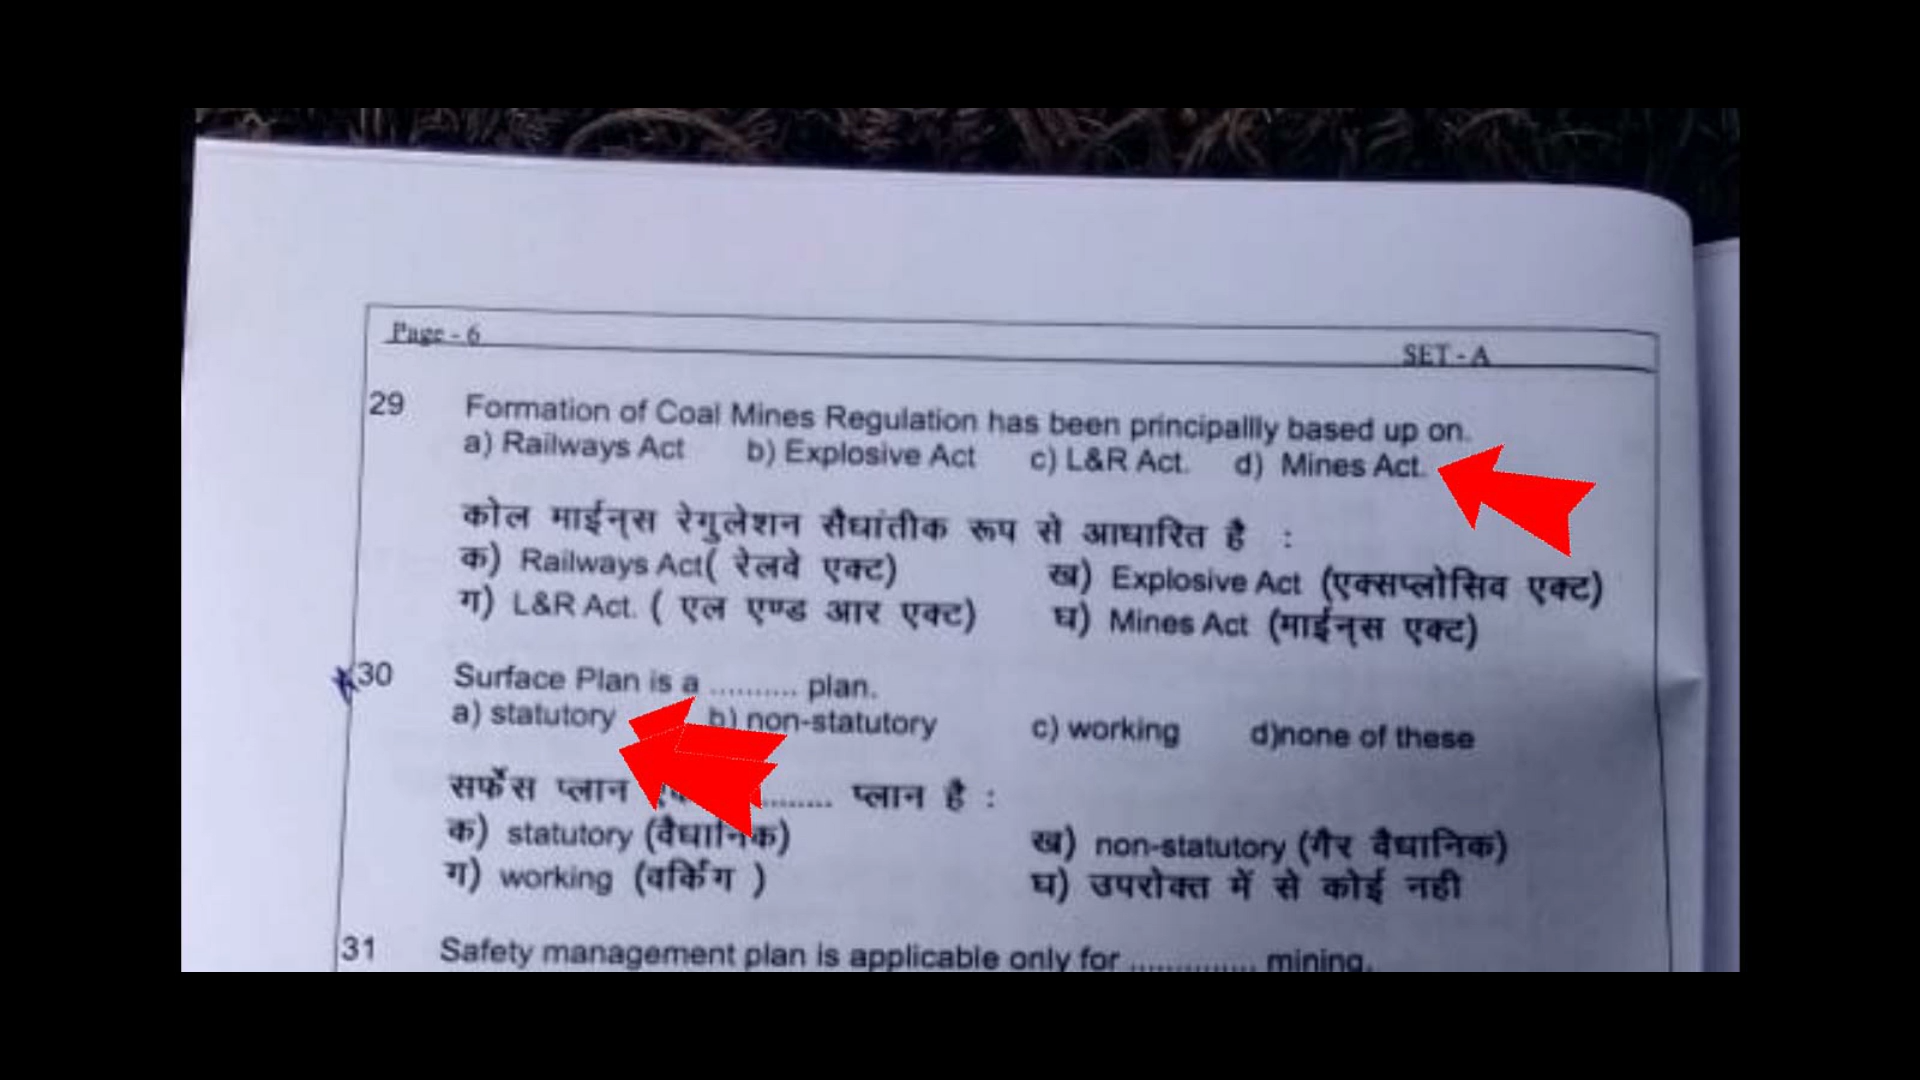 Page - 6
SET - A
29 Formation of Coal Mines Regulation has been principallly based up on.
a) Railways Act b) Explosive Act c) L&R Act. d) Mines Act.
कोल माईन्स रेगुलेशन सैधांतीक रूप से आधारित है :
क) Railways Act( रेलवे एक्ट) ख) Explosive Act (एक्सप्लोसिव एक्ट)
ग) L&R Act. ( एल एण्ड आर एक्ट) घ) Mines Act (माईन्स एक्ट)
30 Surface Plan is a .......... plan.
a) statutory b) non-statutory c) working d)none of these
सर्फेस प्लान ......... प्लान है :
क) statutory (वैधानिक) ख) non-statutory (गैर वैधानिक)
ग) working (वर्किंग ) घ) उपरोक्त में से कोई नही
31 Safety management plan is applicable only for .............. mining.